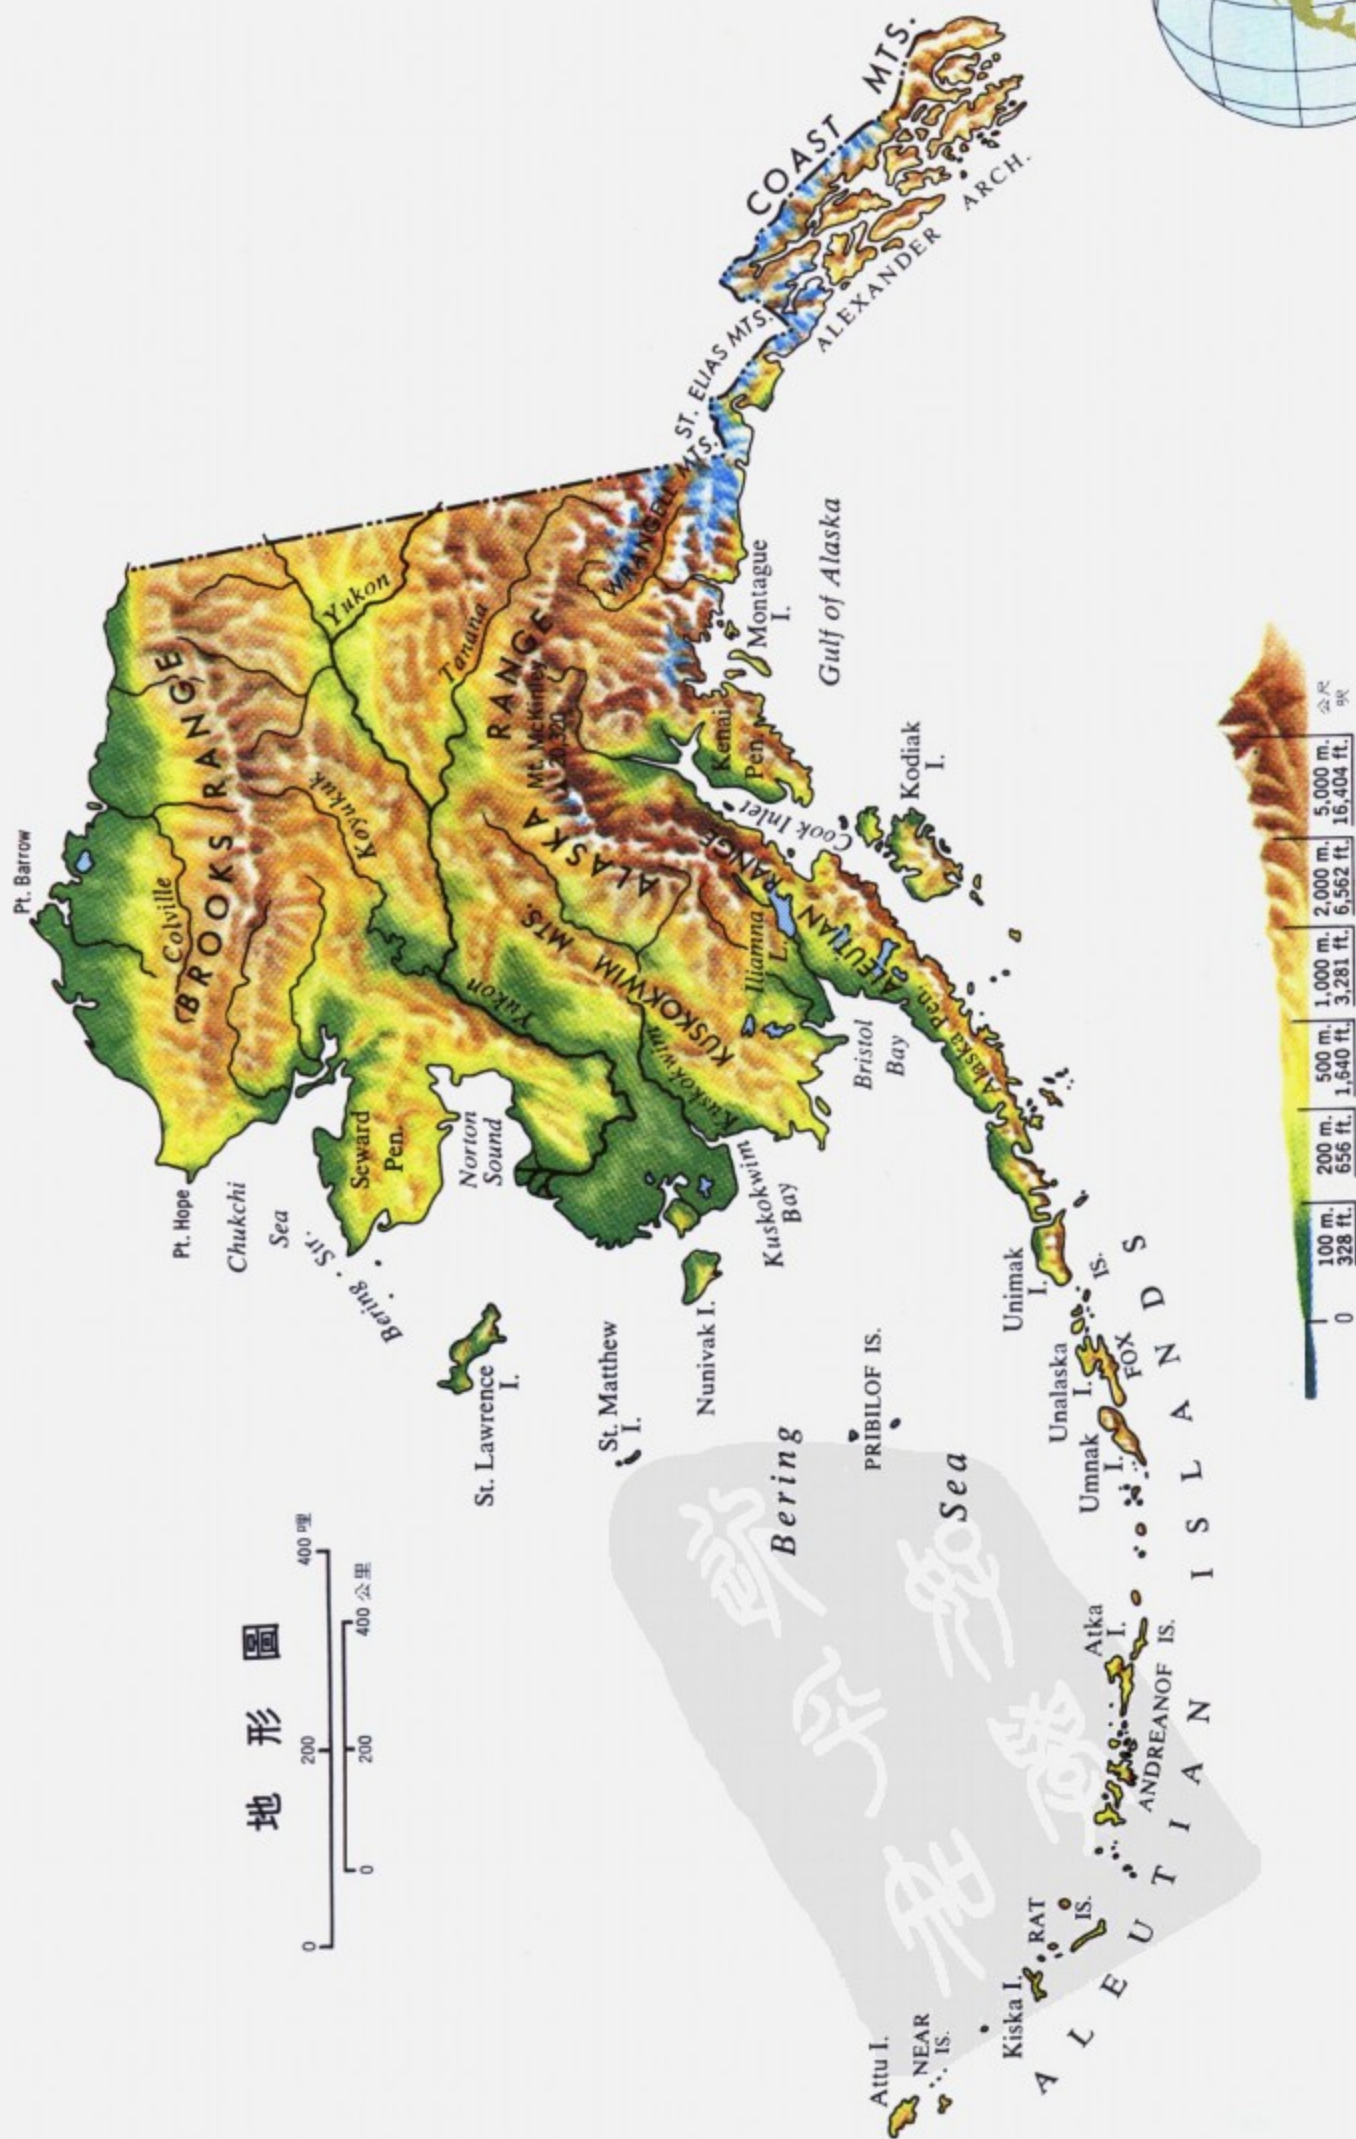 地形圖
0 200 400 哩
0 200 400 公里
Pt. Barrow
Pt. Hope
Chukchi
Sea
Bering Str.
Colville
BROOKS RANGE
Koyukuk
Yukon
Tanana
Seward
Pen.
Norton
Sound
Yukon
KUSKOKWIM MTS.
Kuskokwim
ALASKA RANGE
Mt. McKinley
20,320
WRANGELL MTS.
ST. ELIAS MTS.
COAST MTS.
ALEXANDER ARCH.
Gulf of Alaska
Montague
I.
Kenai
Pen.
Cook Inlet
Kodiak
I.
Iliamna
L.
ALEUTIAN RANGE
Alaska Pen.
Bristol
Bay
Kuskokwim
Bay
Nunivak I.
St. Lawrence
I.
St. Matthew
I.
Bering
Sea
PRIBILOF IS.
Unimak
I.
Unalaska
I.
FOX IS.
Umnak
I.
Atka
I.
ANDREANOF IS.
RAT
IS.
Kiska I.
NEAR
IS.
Attu I.
ALEUTIAN ISLANDS
0 100 m. 200 m. 500 m. 1,000 m. 2,000 m. 5,000 m. 公尺
328 ft. 656 ft. 1,640 ft. 3,281 ft. 6,562 ft. 16,404 ft. 呎